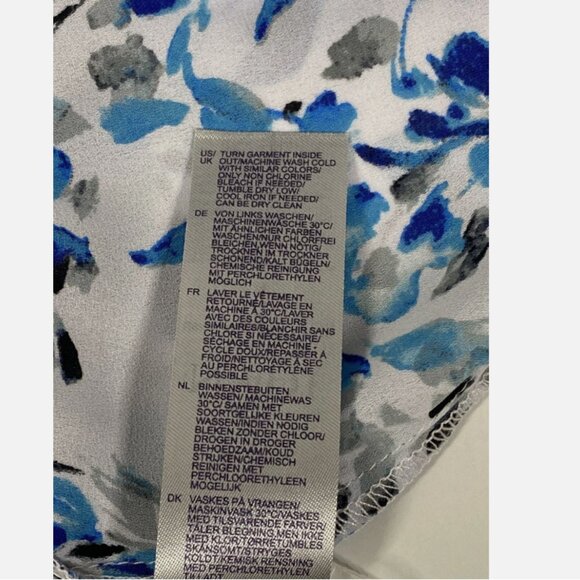 US/ TURN GARMENT INSIDE
UK OUT/MACHINE WASH COLD
WITH SIMILAR COLORS/
ONLY NON CHLORINE
BLEACH IF NEEDED/
TUMBLE DRY LOW/
COOL IRON IF NEEDED/
CAN BE DRY CLEAN
DE VON LINKS WASCHEN/
MASCHINENWÄSCHE 30°C/
MIT ÄHNLICHEN FARBEN
WASCHEN/NUR CHLORFREI
BLEICHEN,WENN NÖTIG/
TROCKNEN IM TROCKNER
SCHONEND/KALT BÜGELN/
CHEMISCHE REINIGUNG
MIT PERCHLORETHYLEN
MÖGLICH
FR LAVER LE VÊTEMENT
RETOURNÉ/LAVAGE EN
MACHINE À 30°C/LAVER
AVEC DES COULEURS
SIMILAIRES/BLANCHIR SANS
CHLORE SI NÉCESSAIRE/
SÉCHAGE EN MACHINE -
CYCLE DOUX/REPASSER À
FROID/NETTOYAGE À SEC
AU PERCHLORÉTYLÈNE
POSSIBLE
NL BINNENSTEBUITEN
WASSEN/ MACHINEWAS
30°C/ SAMEN MET
SOORTGELIJKE KLEUREN
WASSEN/INDIEN NODIG
BLEKEN ZONDER CHLOOR/
DROGEN IN DROGER
BEHOEDZAAM/KOUD
STRIJKEN/CHEMISCH
REINIGEN MET
PERCHLOORETHYLEEN
MOGELIJK
DK VASKES PÅ VRANGEN/
MASKINVASK 30°C/VASKES
MED TILSVARENDE FARVER/
TÅLER BLEGNING,MEN IKKE
MED KLOR/TØRRETUMBLES
SKÅNSOMT/STRYGES
KOLDT/KEMISK RENSNING
MED PERCHLORETHYLEN
TILLADT